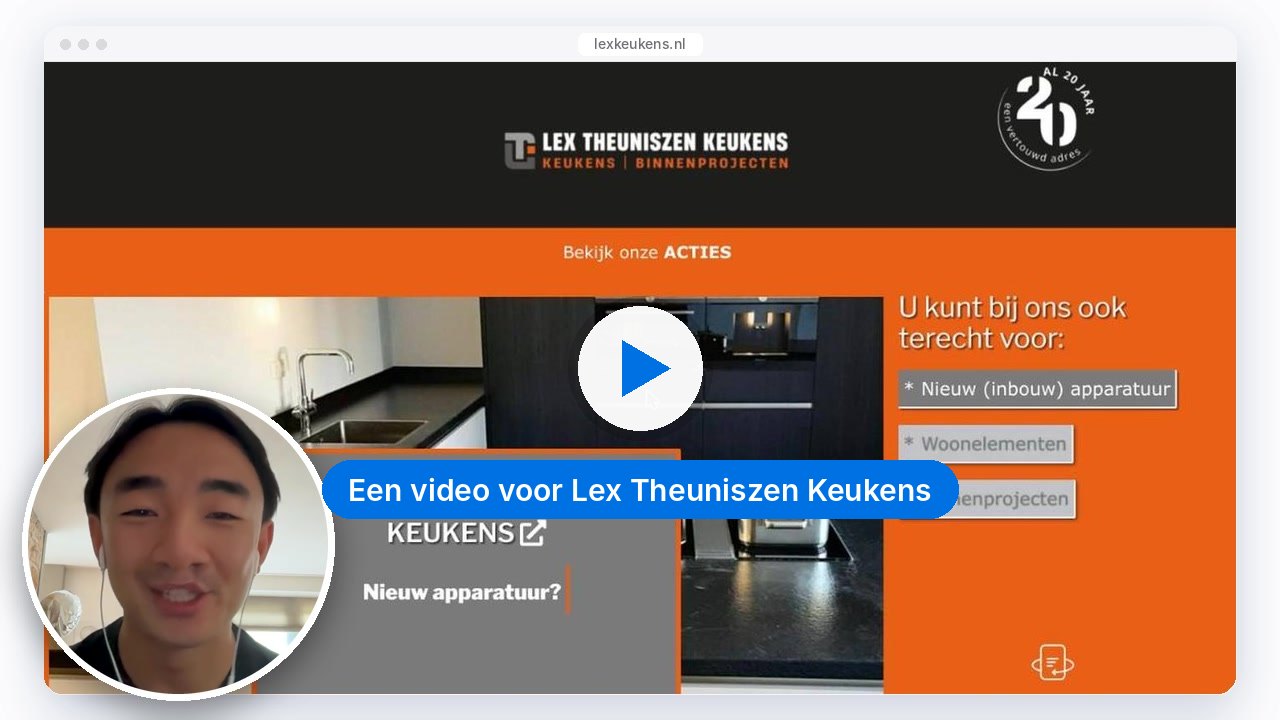 lexkeukens.nl
AL 20 JAAR
20
een vertouwd adres
LEX THEUNISZEN KEUKENS
KEUKENS | BINNENPROJECTEN
Bekijk onze ACTIES
U kunt bij ons ook
terecht voor:
* Nieuw (inbouw) apparatuur
* Woonelementen
Een video voor Lex Theuniszen Keukens
KEUKENS
Nieuw apparatuur?